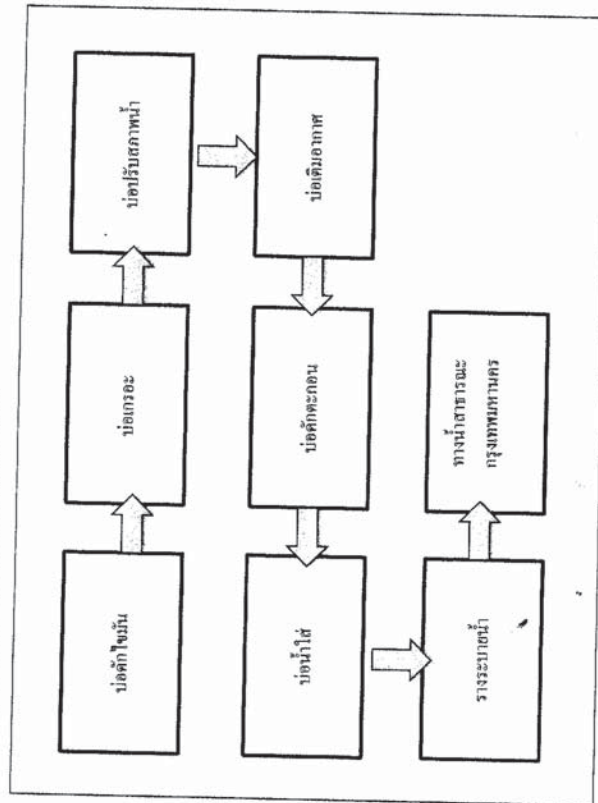 บ่อดักไขมัน
บ่อเกรอะ
บ่อปรับสภาพน้ำ
บ่อเติมอากาศ
บ่อดักตะกอน
บ่อน้ำใส่
รางระบายน้ำ
ทางน้ำสาธารณะ
กรุงเทพมหานคร